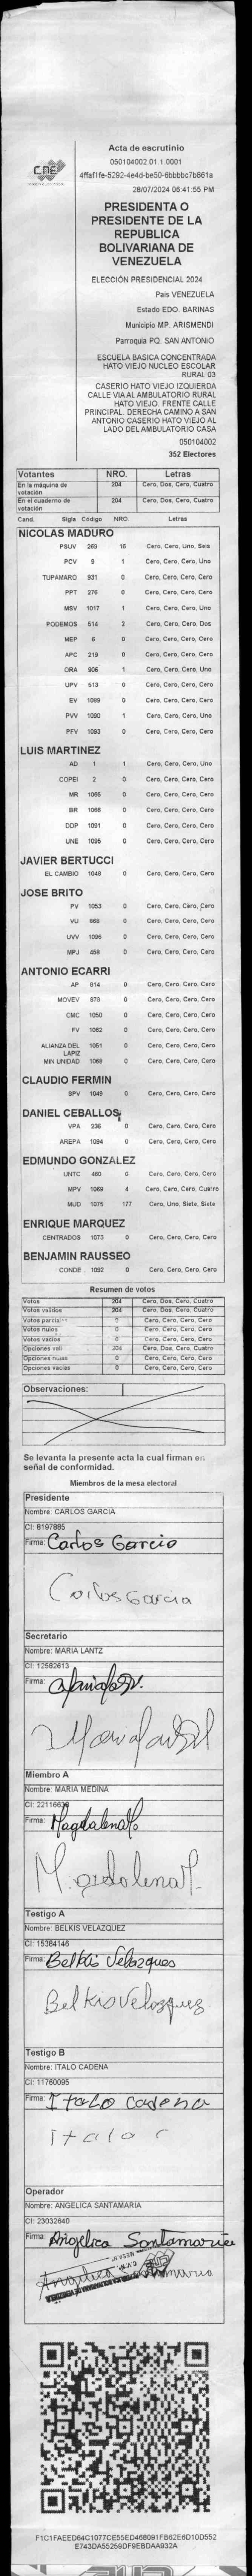 CNE
Acta de escrutinio
050104002.01.1.0001
4ffaf1fe-5292-4e4d-be50-6bbbbc7b861a
28/07/2024 06:41:55 PM
PRESIDENTA O
PRESIDENTE DE LA
REPUBLICA
BOLIVARIANA DE
VENEZUELA
ELECCIÓN PRESIDENCIAL 2024
Pais VENEZUELA
Estado EDO. BARINAS
Municipio MP. ARISMENDI
Parroquia PQ. SAN ANTONIO
ESCUELA BASICA CONCENTRADA
HATO VIEJO NUCLEO ESCOLAR
RURAL 03
CASERIO HATO VIEJO IZQUIERDA
CALLE VIA AL AMBULATORIO RURAL
HATO VIEJO. FRENTE CALLE
PRINCIPAL. DERECHA CAMINO A SAN
ANTONIO CASERIO HATO VIEJO AL
LADO DEL AMBULATORIO CASA
050104002
352 Electores
Votantes NRO. Letras
En la máquina de votación 204 Cero, Dos, Cero, Cuatro
En el cuaderno de votación 204 Cero, Dos, Cero, Cuatro
Cand. Sigla Código NRO. Letras
NICOLAS MADURO
PSUV 269 16 Cero, Cero, Uno, Seis
PCV 9 1 Cero, Cero, Cero, Uno
TUPAMARO 931 0 Cero, Cero, Cero, Cero
PPT 276 0 Cero, Cero, Cero, Cero
MSV 1017 1 Cero, Cero, Cero, Uno
PODEMOS 514 2 Cero, Cero, Cero, Dos
MEP 6 0 Cero, Cero, Cero, Cero
APC 219 0 Cero, Cero, Cero, Cero
ORA 906 1 Cero, Cero, Cero, Uno
UPV 513 0 Cero, Cero, Cero, Cero
EV 1089 0 Cero, Cero, Cero, Cero
PVV 1090 1 Cero, Cero, Cero, Uno
PFV 1093 0 Cero, Cero, Cero, Cero
LUIS MARTINEZ
AD 1 1 Cero, Cero, Cero, Uno
COPEI 2 0 Cero, Cero, Cero, Cero
MR 1066 0 Cero, Cero, Cero, Cero
BR 1068 0 Cero, Cero, Cero, Cero
DDP 1091 0 Cero, Cero, Cero, Cero
UNE 1095 0 Cero, Cero, Cero, Cero
JAVIER BERTUCCI
EL CAMBIO 1048 0 Cero, Cero, Cero, Cero
JOSE BRITO
PV 1053 0 Cero, Cero, Cero, Cero
VU 868 0 Cero, Cero, Cero, Cero
UVV 1096 0 Cero, Cero, Cero, Cero
MPJ 458 0 Cero, Cero, Cero, Cero
ANTONIO ECARRI
AP 814 0 Cero, Cero, Cero, Cero
MOVEV 878 0 Cero, Cero, Cero, Cero
CMC 1050 0 Cero, Cero, Cero, Cero
FV 1052 0 Cero, Cero, Cero, Cero
ALIANZA DEL LAPIZ 1051 0 Cero, Cero, Cero, Cero
MIN UNIDAD 1088 0 Cero, Cero, Cero, Cero
CLAUDIO FERMIN
SPV 1049 0 Cero, Cero, Cero, Cero
DANIEL CEBALLOS
VPA 236 0 Cero, Cero, Cero, Cero
AREPA 1094 0 Cero, Cero, Cero, Cero
EDMUNDO GONZALEZ
UNTC 460 0 Cero, Cero, Cero, Cero
MPV 1069 4 Cero, Cero, Cero, Cuatro
MUD 1075 177 Cero, Uno, Siete, Siete
ENRIQUE MARQUEZ
CENTRADOS 1073 0 Cero, Cero, Cero, Cero
BENJAMIN RAUSSEO
CONDE 1092 0 Cero, Cero, Cero, Cero
Resumen de votos
Votos 204 Cero, Dos, Cero, Cuatro
Votos validos 204 Cero, Dos, Cero, Cuatro
Votos 0 Cero, Cero, Cero, Cero
Votos nulos 0 Cero, Cero, Cero, Cero
Votos vacios 0 Cero, Cero, Cero, Cero
Opciones vali 204 Cero, Dos, Cero, Cuatro
Opciones nulas 0 Cero, Cero, Cero, Cero
Opciones vacias 0 Cero, Cero, Cero, Cero
Observaciones:
Se levanta la presente acta la cual firman en
señal de conformidad.
Miembros de la mesa electoral
Presidente
Nombre: CARLOS GARCIA
CI: 8197885
Firma: Carlos Garcia
Carlos Garcia
Secretario
Nombre: MARIA LANTZ
CI: 12582613
Firma:
Miembro A
Nombre: MARIA MEDINA
Firma: Magdalena M.
Magdalena M.
Testigo A
Nombre: BELKIS VELAZQUEZ
CI: 15384146
Firma: Belkis Velazques
Belkis Velazquez
Testigo B
Nombre: ITALO CADENA
CI: 11760095
Firma: Italo cadena
Italo c
Operador
Nombre: ANGELICA SANTAMARIA
CI: 23032640
Firma: Angelica Santamaria
Angelica Santamaria
F1C1FAEED64C1077CE55ED468091FB62E6D10D552
E743DA55259DF9EBDAA932A